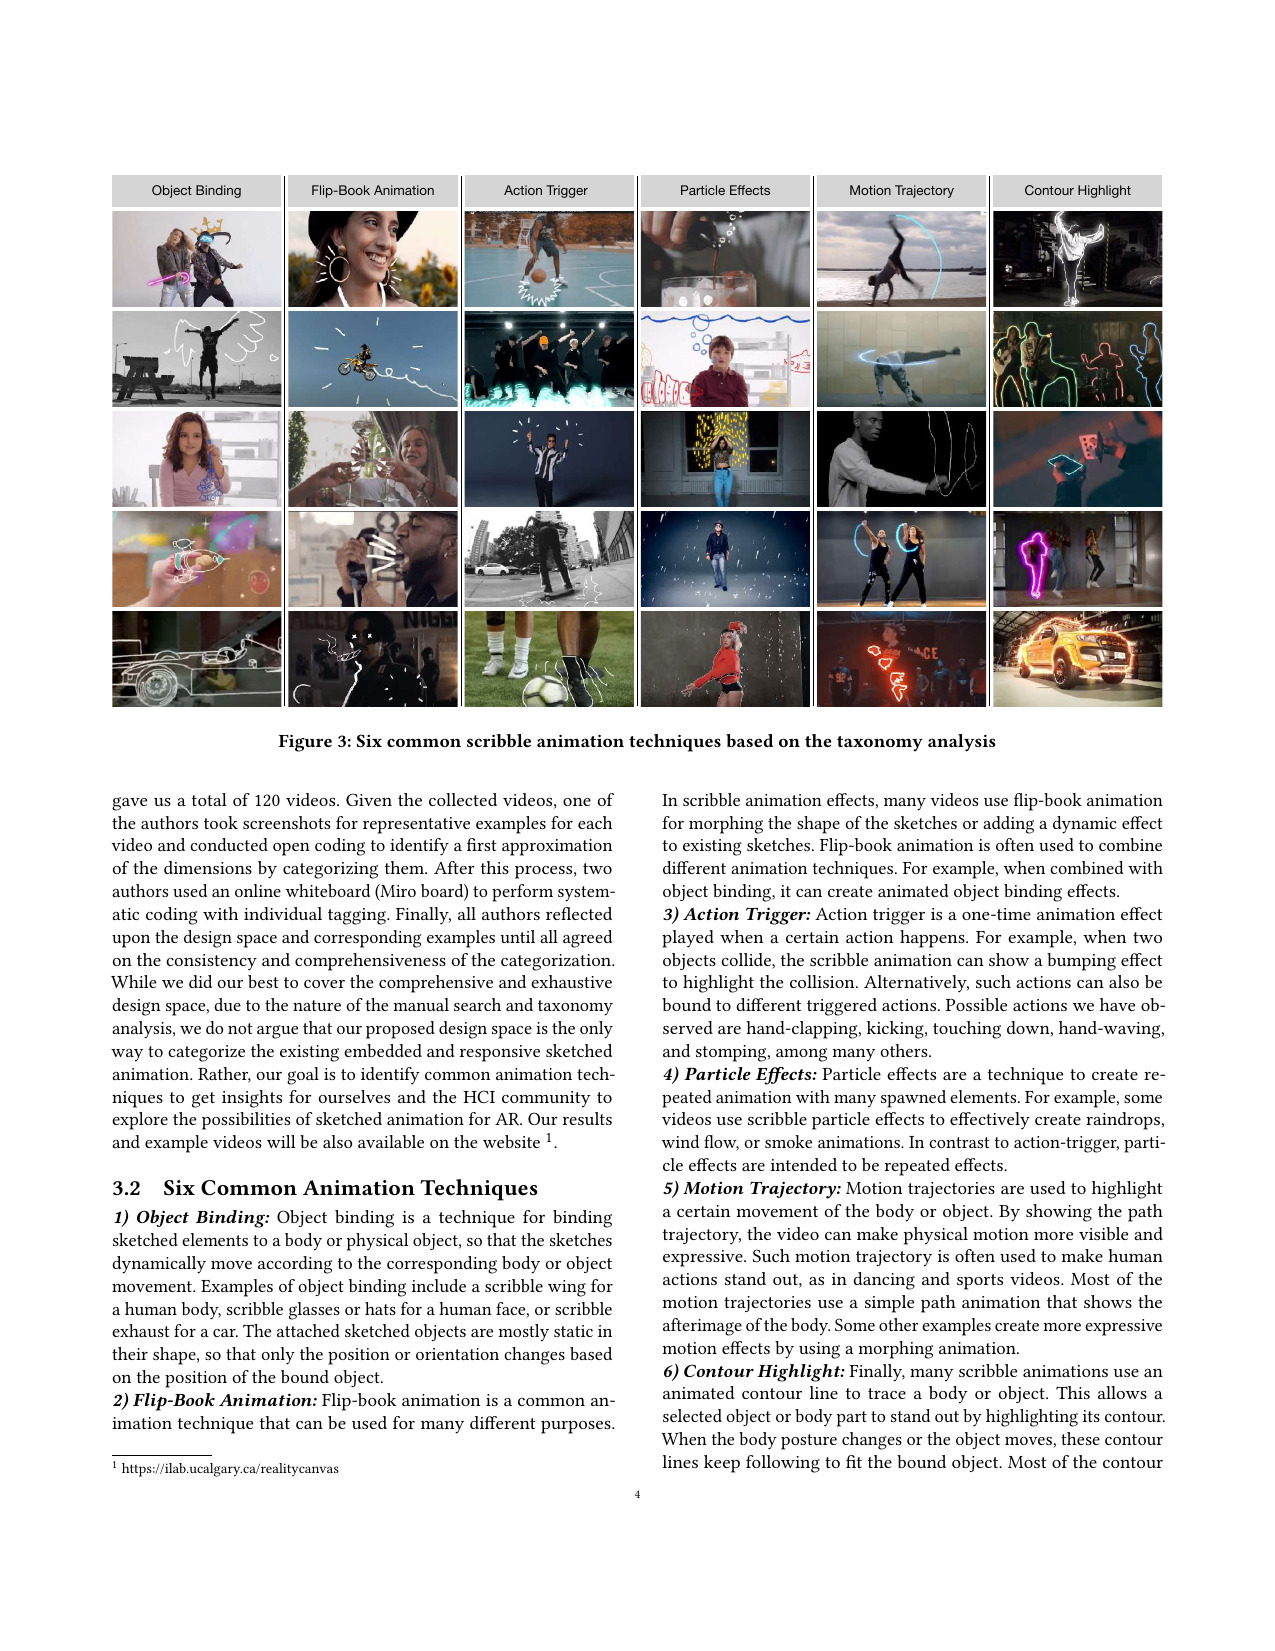 Object Binding
Flip-Book Animation
Action Trigger
Particle Effects
Motion Trajectory
Contour Highlight
Figure 3: Six common scribble animation techniques based on the taxonomy analysis
gave us a total of 120 videos. Given the collected videos, one of
the authors took screenshots for representative examples for each
video and conducted open coding to identify a first approximation
of the dimensions by categorizing them. After this process, two
authors used an online whiteboard (Miro board) to perform system-
atic coding with individual tagging. Finally, all authors reflected
upon the design space and corresponding examples until all agreed
on the consistency and comprehensiveness of the categorization.
While we did our best to cover the comprehensive and exhaustive
design space, due to the nature of the manual search and taxonomy
analysis, we do not argue that our proposed design space is the only
way to categorize the existing embedded and responsive sketched
animation. Rather, our goal is to identify common animation tech-
niques to get insights for ourselves and the HCI community to
explore the possibilities of sketched animation for AR. Our results
and example videos will be also available on the website 1.
3.2 Six Common Animation Techniques
1) Object Binding: Object binding is a technique for binding
sketched elements to a body or physical object, so that the sketches
dynamically move according to the corresponding body or object
movement. Examples of object binding include a scribble wing for
a human body, scribble glasses or hats for a human face, or scribble
exhaust for a car. The attached sketched objects are mostly static in
their shape, so that only the position or orientation changes based
on the position of the bound object.
2) Flip-Book Animation: Flip-book animation is a common an-
imation technique that can be used for many different purposes.
1 https://ilab.ucalgary.ca/realitycanvas
In scribble animation effects, many videos use flip-book animation
for morphing the shape of the sketches or adding a dynamic effect
to existing sketches. Flip-book animation is often used to combine
different animation techniques. For example, when combined with
object binding, it can create animated object binding effects.
3) Action Trigger: Action trigger is a one-time animation effect
played when a certain action happens. For example, when two
objects collide, the scribble animation can show a bumping effect
to highlight the collision. Alternatively, such actions can also be
bound to different triggered actions. Possible actions we have ob-
served are hand-clapping, kicking, touching down, hand-waving,
and stomping, among many others.
4) Particle Effects: Particle effects are a technique to create re-
peated animation with many spawned elements. For example, some
videos use scribble particle effects to effectively create raindrops,
wind flow, or smoke animations. In contrast to action-trigger, parti-
cle effects are intended to be repeated effects.
5) Motion Trajectory: Motion trajectories are used to highlight
a certain movement of the body or object. By showing the path
trajectory, the video can make physical motion more visible and
expressive. Such motion trajectory is often used to make human
actions stand out, as in dancing and sports videos. Most of the
motion trajectories use a simple path animation that shows the
afterimage of the body. Some other examples create more expressive
motion effects by using a morphing animation.
6) Contour Highlight: Finally, many scribble animations use an
animated contour line to trace a body or object. This allows a
selected object or body part to stand out by highlighting its contour.
When the body posture changes or the object moves, these contour
lines keep following to fit the bound object. Most of the contour
4